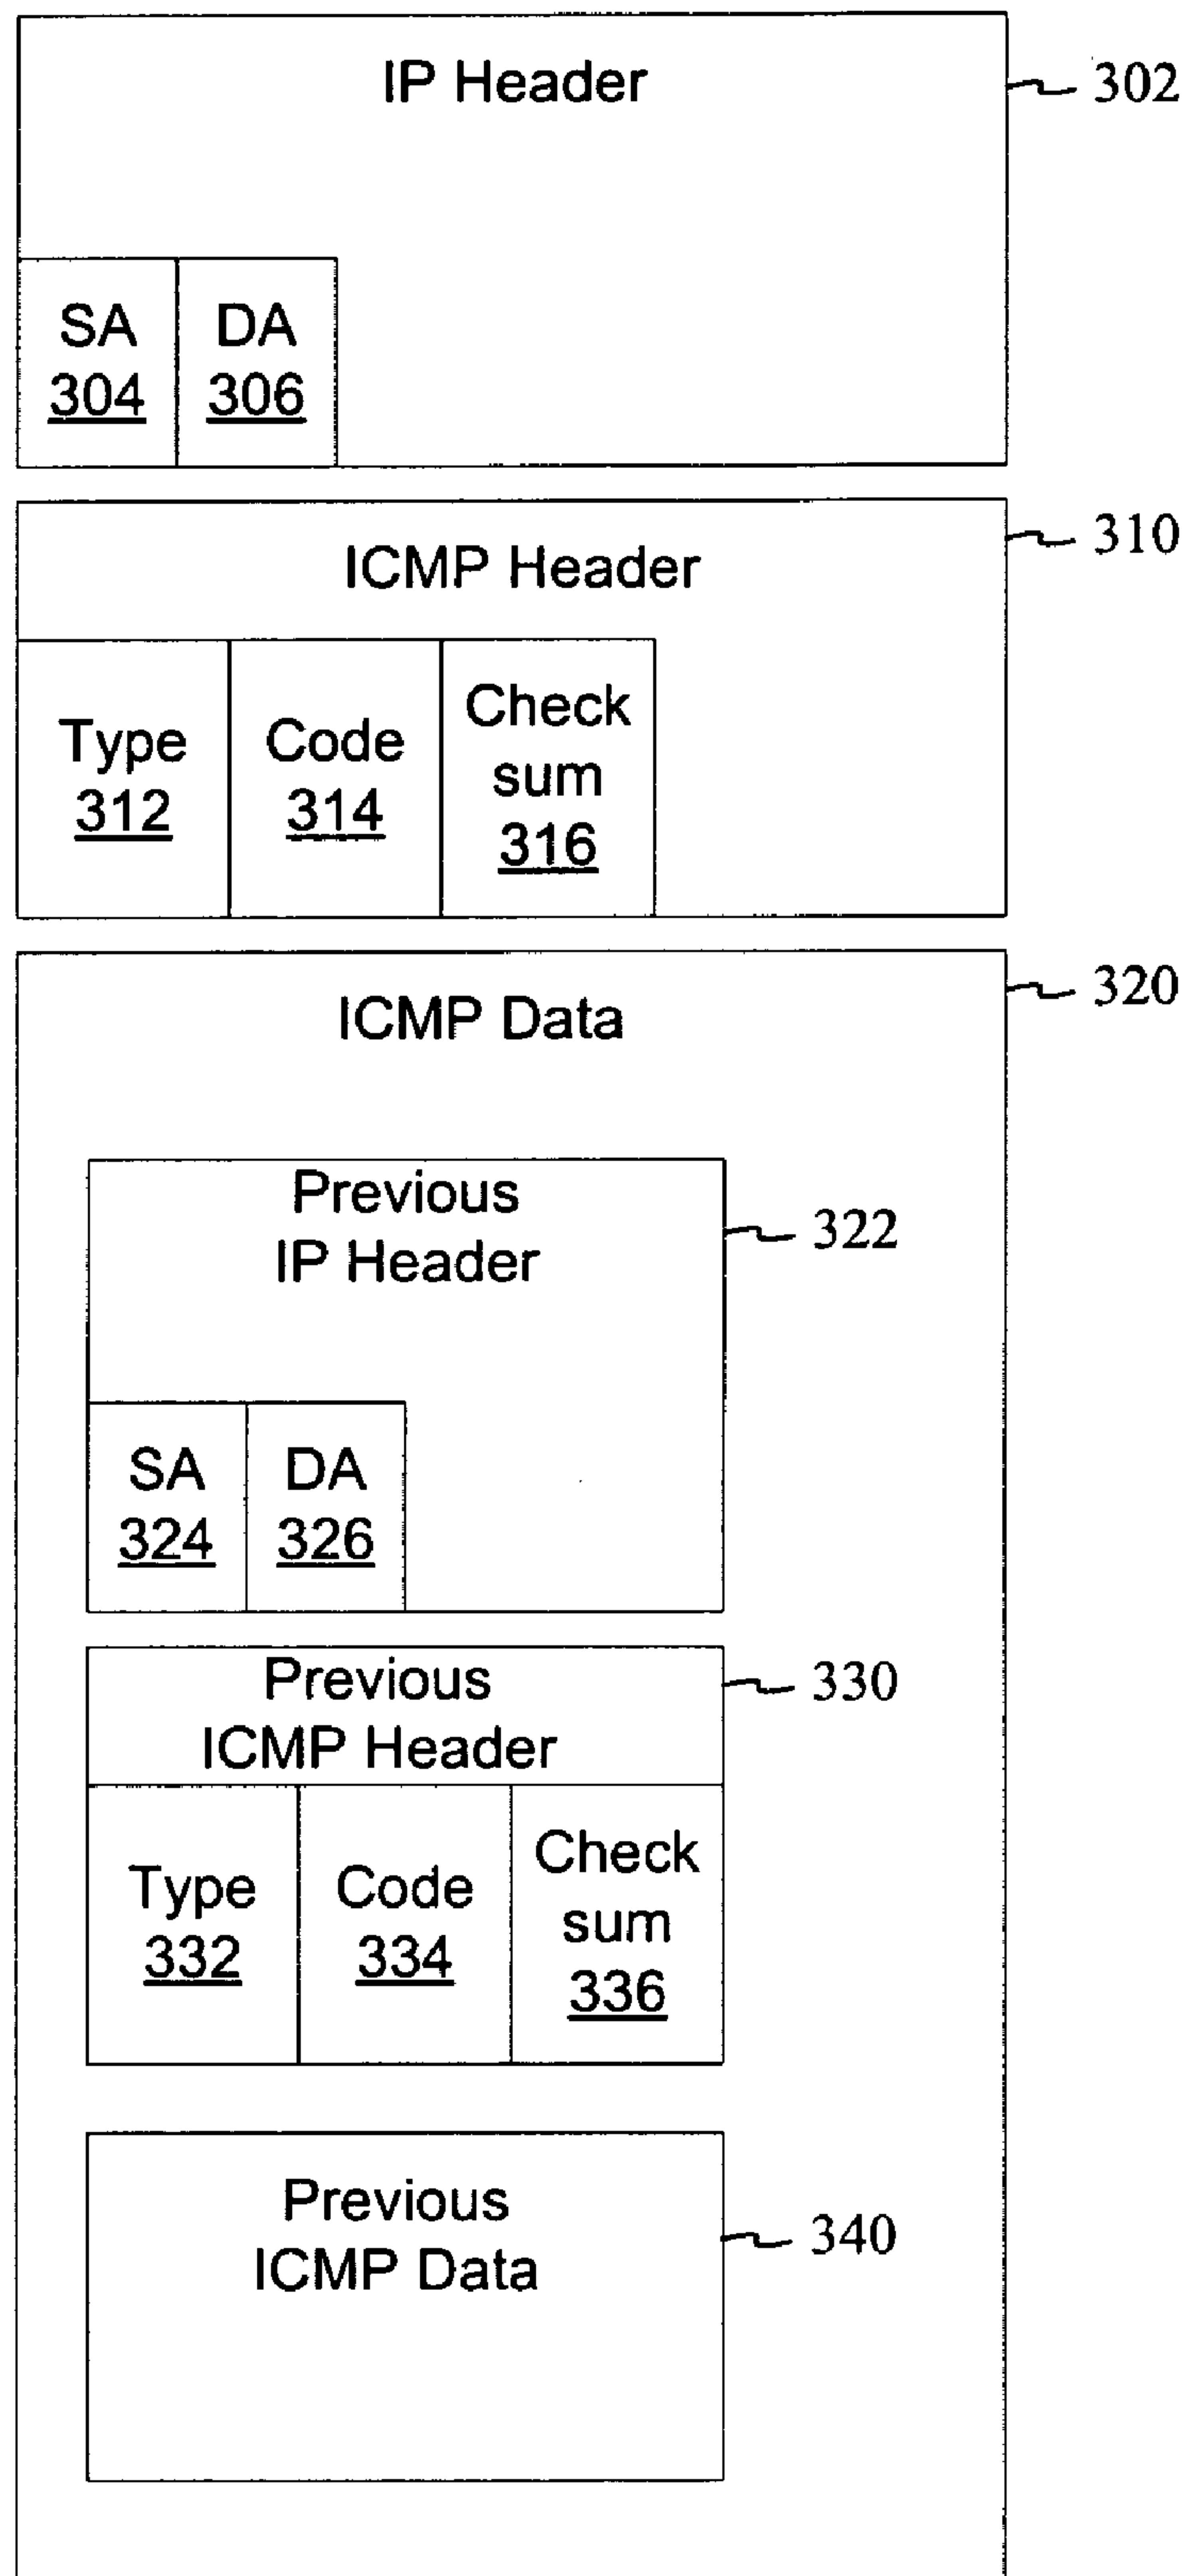 IP Header
302
SA DA
304 306
ICMP Header
310
Type 312
Code 314
Check
sum
316
ICMP Data
320
Previous
IP Header
322
SA DA
324 326
Previous
ICMP Header
330
Type 332
Code 334
Check
sum
336
Previous
ICMP Data
340